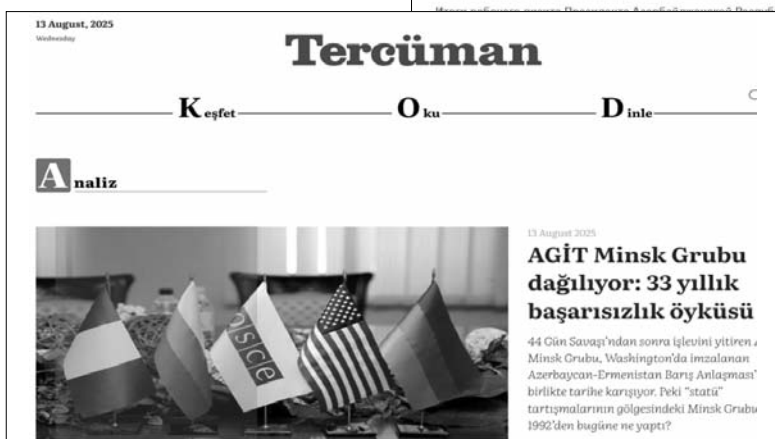 13 August, 2025
Wednesday
Tercüman
Keşfet
Oku
Dinle
Analiz
osce
13 August 2025
AGİT Minsk Grubu
dağılıyor: 33 yıllık
başarısızlık öyküsü
44 Gün Savaşı'ndan sonra işlevini yitiren
Minsk Grubu, Washington'da imzalanan
Azerbaycan-Ermenistan Barış Anlaşması'
birlikte tarihe karışıyor. Peki "statü"
tartışmalarının gölgesindeki Minsk Grubu
1992'den bugüne ne yaptı?